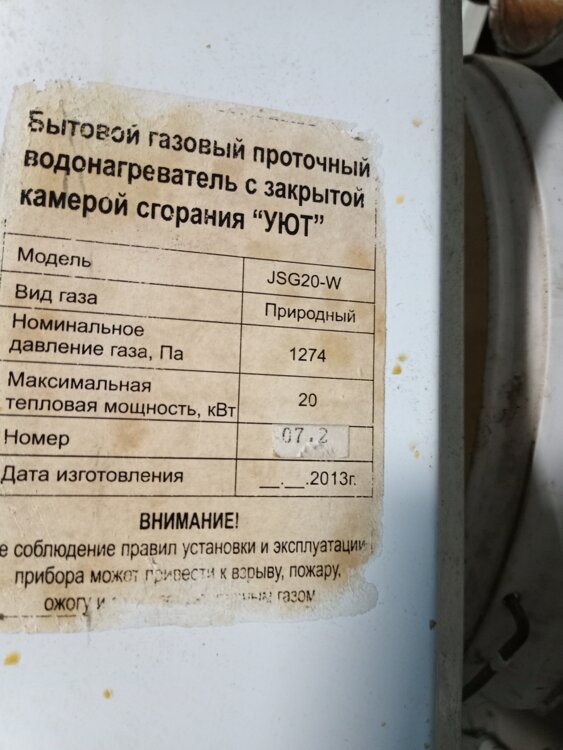 Бытовой газовый проточный
водонагреватель с закрытой
камерой сгорания “УЮТ”
Модель JSG20-W
Вид газа Природный
Номинальное
давление газа, Па 1274
Максимальная
тепловая мощность, кВт 20
Номер 07.2
Дата изготовления __.__.2013г.
ВНИМАНИЕ!
е соблюдение правил установки и эксплуатации
прибора может привести к взрыву, пожару,
ожогу и газом